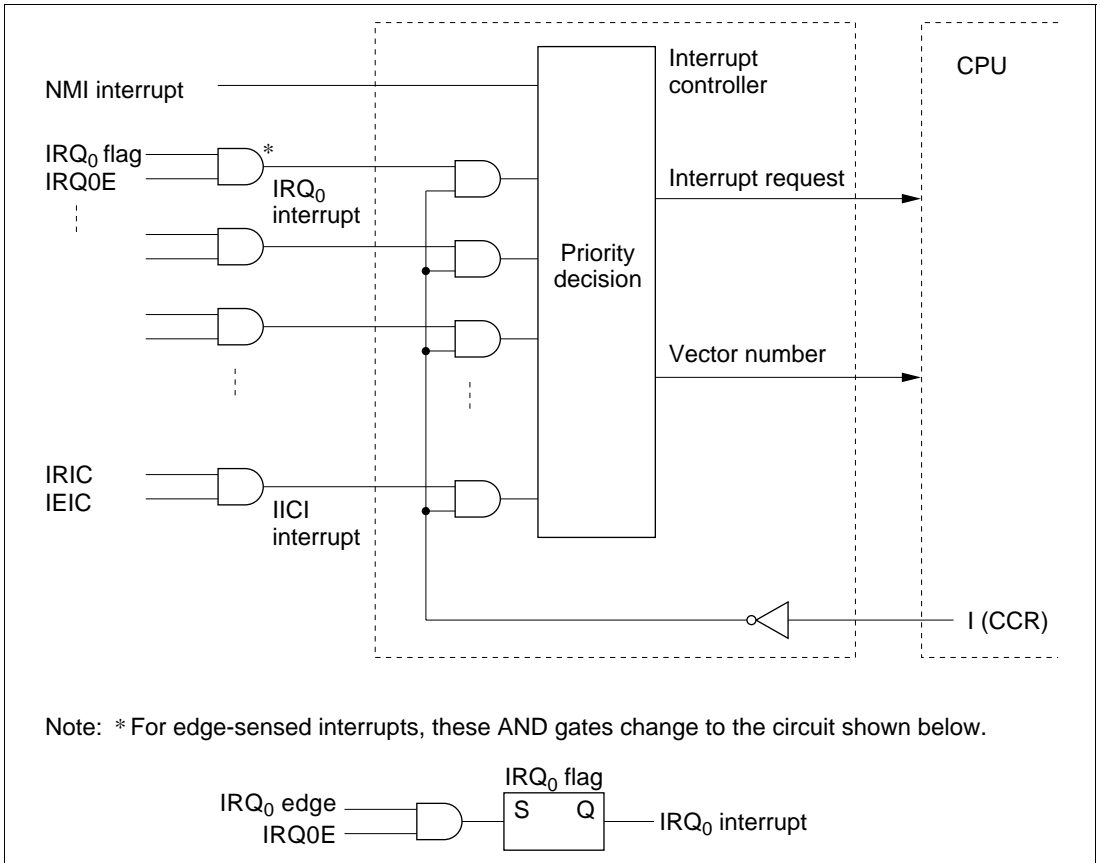 NMI interrupt
IRQ0 flag
IRQ0E
*
IRQ0
interrupt
IRIC
IEIC
IICI
interrupt
Priority
decision
Interrupt
controller
Interrupt request
Vector number
CPU
I (CCR)
Note: * For edge-sensed interrupts, these AND gates change to the circuit shown below.
IRQ0 edge
IRQ0E
IRQ0 flag
S Q
IRQ0 interrupt